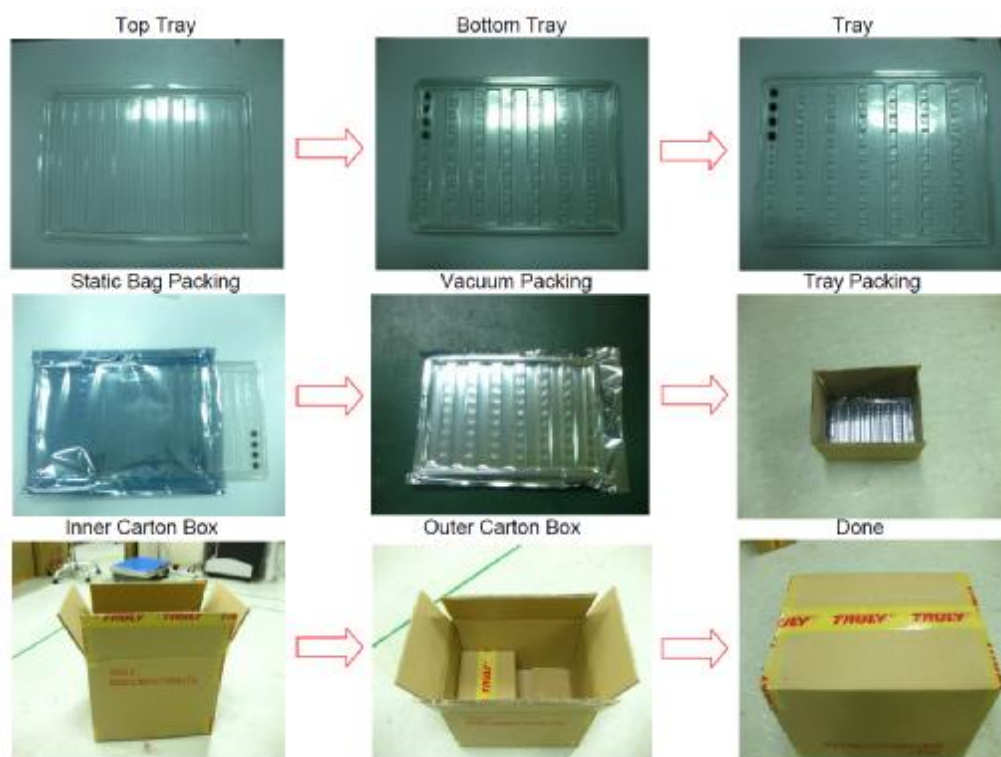 Top Tray
Bottom Tray
Tray
Static Bag Packing
Vacuum Packing
Tray Packing
Inner Carton Box
Outer Carton Box
Done
TRULY TRULY
TRULY
TRULY TRULY TRULY